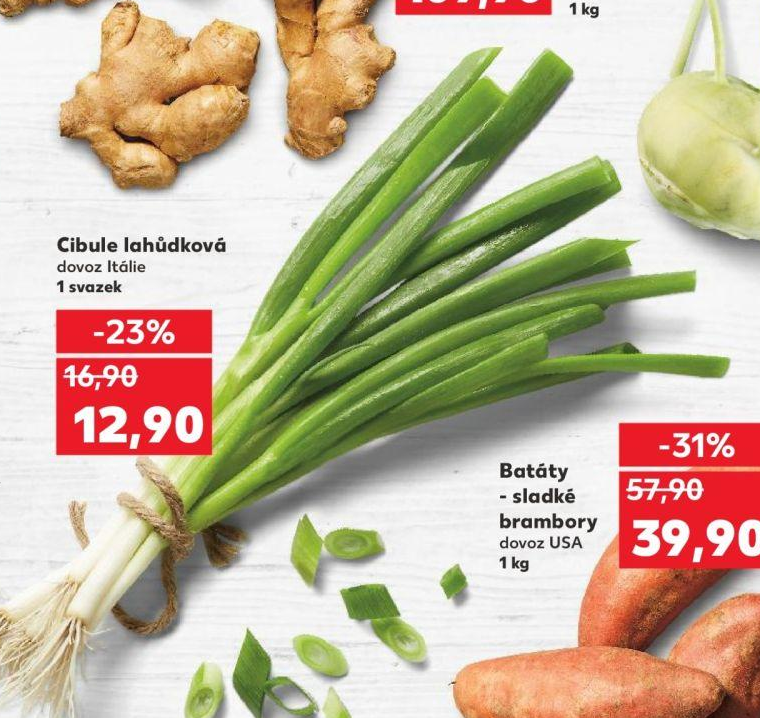 1 kg
Cibule lahůdková
dovoz Itálie
1 svazek
-23%
16,90
12,90
Batáty
- sladké
brambory
dovoz USA
1 kg
-31%
57,90
39,90